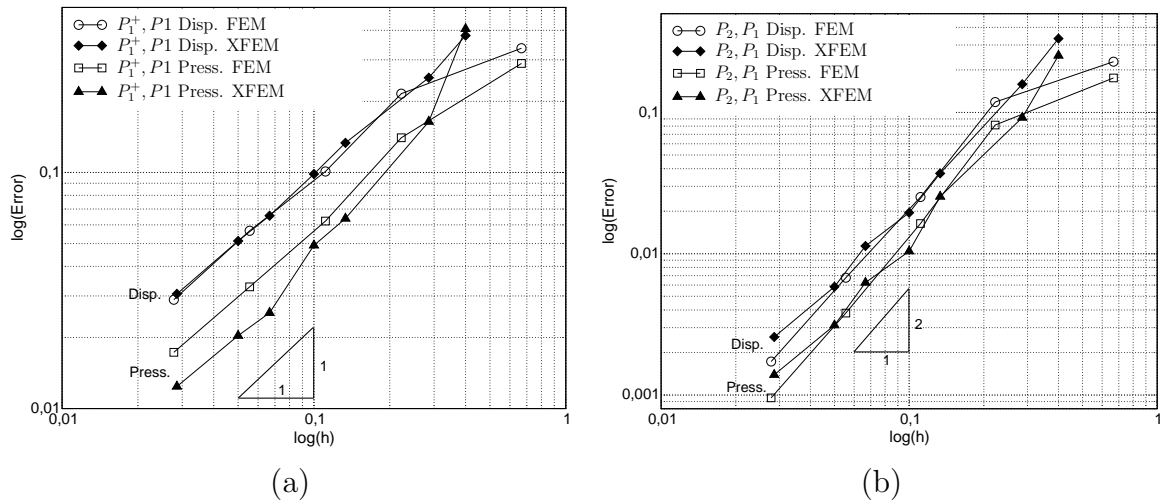 P₁⁺, P1 Disp. FEM
P₁⁺, P1 Disp. XFEM
P₁⁺, P1 Press. FEM
P₁⁺, P1 Press. XFEM
log(Error)
0,1
0,01
Disp.
Press.
1
1
0,01
0,1
1
log(h)
(a)
P₂, P₁ Disp. FEM
P₂, P₁ Disp. XFEM
P₂, P₁ Press. FEM
P₂, P₁ Press. XFEM
log(Error)
0,1
0,01
0,001
Disp.
Press.
2
1
0,01
0,1
1
log(h)
(b)